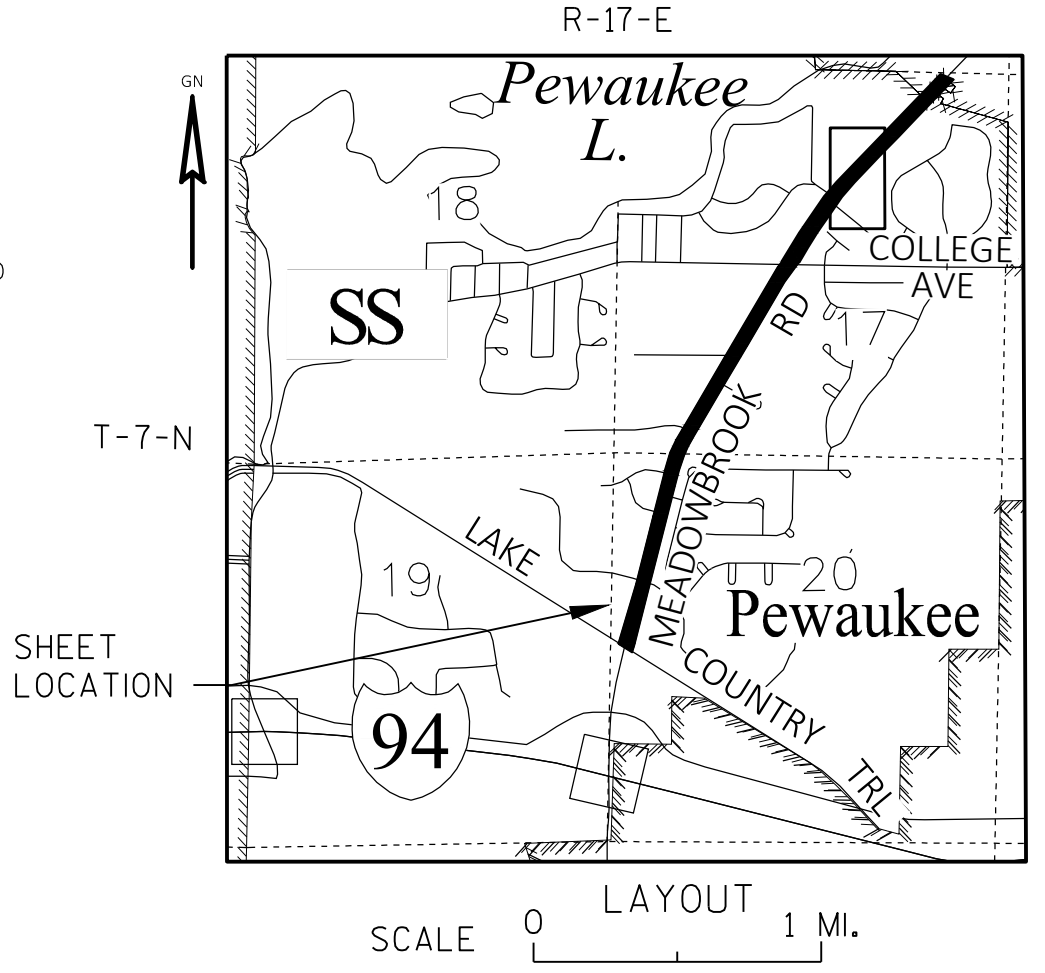 R-17-E
GN
Pewaukee
L.
18
COLLEGE
AVE
SS
RD
T-7-N
MEADOWBROOK
LAKE
19
20
Pewaukee
SHEET
LOCATION
COUNTRY
94
TRL
LAYOUT
SCALE 0 1 MI.